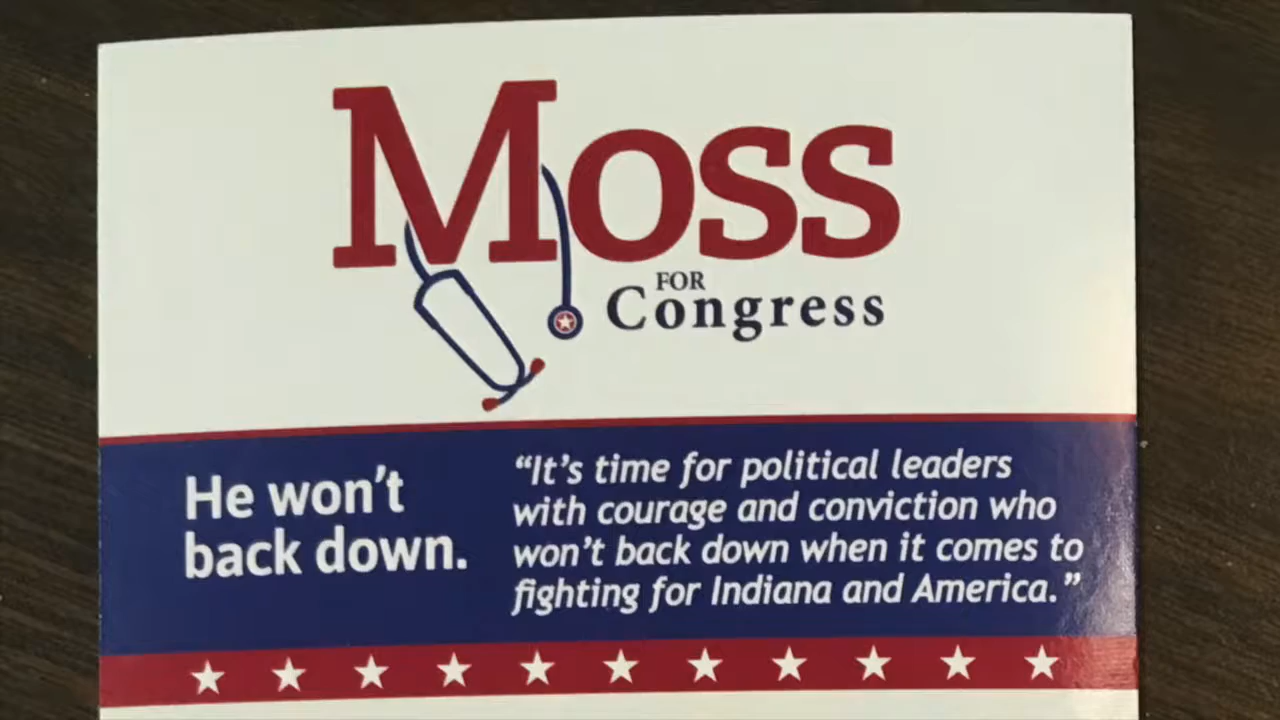 Moss
FOR
Congress
He won't
back down.
“It's time for political leaders
with courage and conviction who
won't back down when it comes to
fighting for Indiana and America.”